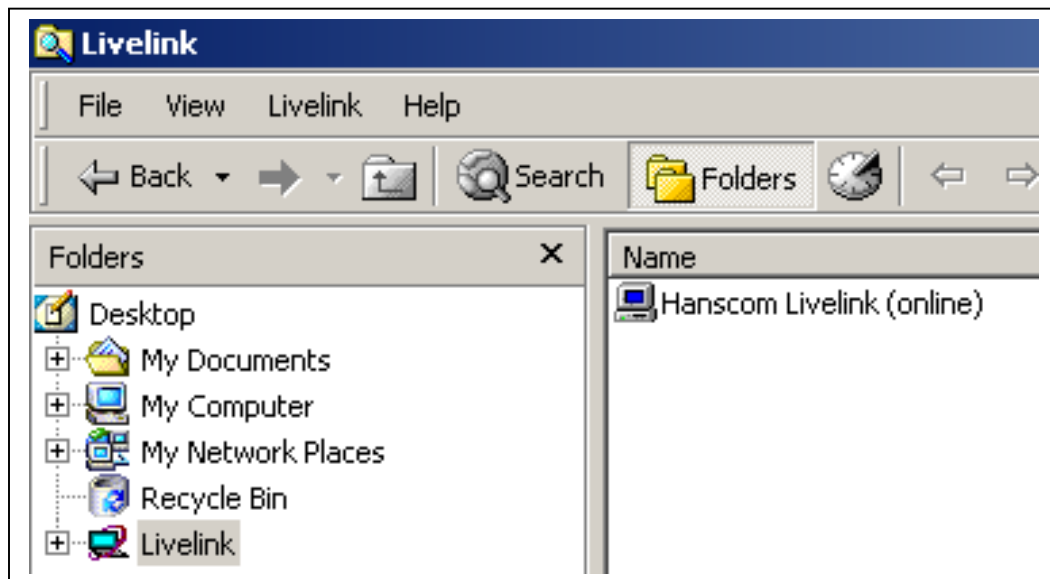 Livelink
File View Livelink Help
Back Search Folders
Folders
Desktop
My Documents
My Computer
My Network Places
Recycle Bin
Livelink
Name
Hanscom Livelink (online)